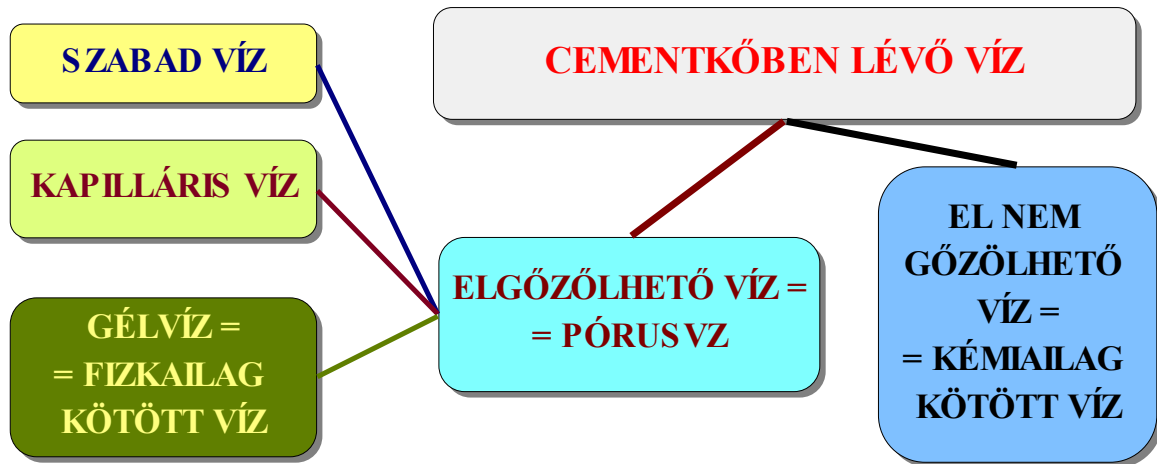 SZABAD VÍZ
CEMENTKŐBEN LÉVŐ VÍZ
KAPILLÁRIS VÍZ
GÉLVÍZ =
= FIZKAILAG
KÖTÖTT VÍZ
ELGŐZŐLHETŐ VÍZ =
= PÓRUSVZ
EL NEM
GŐZÖLHETŐ
VÍZ =
= KÉMIAILAG
KÖTÖTT VÍZ